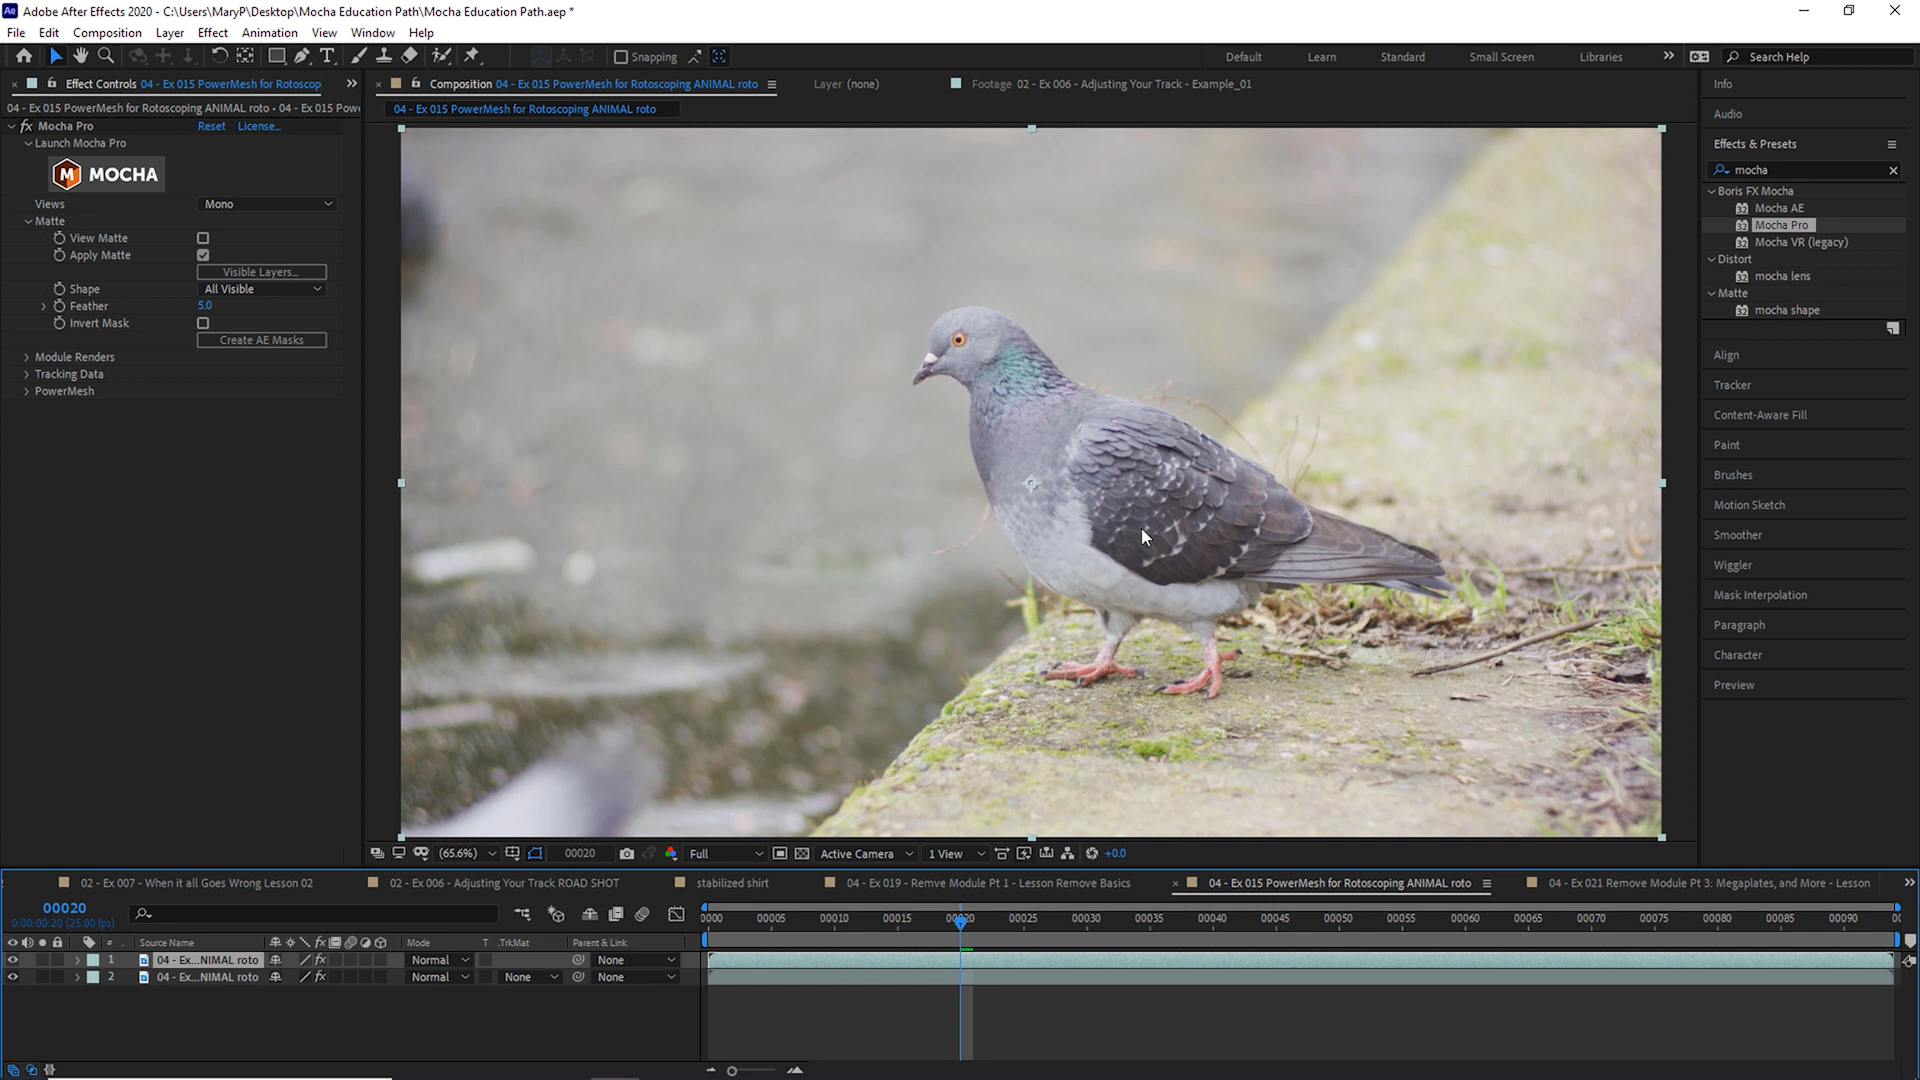 Adobe After Effects 2020 - C:\Users\MaryP\Desktop\Mocha Education Path\Mocha Education Path.aep *
File Edit Composition Layer Effect Animation View Window Help
Snapping Default Learn Standard Small Screen Libraries Search Help
Effect Controls 04 - Ex 015 PowerMesh for Rotoscop
04 - Ex 015 PowerMesh for Rotoscoping ANIMAL roto • 04 - Ex 015 Pow
fx Mocha Pro Reset License...
Launch Mocha Pro
M MOCHA
Views Mono
Matte
View Matte
Apply Matte
Visible Layers...
Shape All Visible
Feather 5.0
Invert Mask
Create AE Masks
Module Renders
Tracking Data
PowerMesh
Composition 04 - Ex 015 PowerMesh for Rotoscoping ANIMAL roto Layer (none) Footage 02 - Ex 006 - Adjusting Your Track - Example_01
04 - Ex 015 PowerMesh for Rotoscoping ANIMAL roto
(65.6%) 00020 Full Active Camera 1 View +0.0
Info
Audio
Effects & Presets
mocha
Boris FX Mocha
32 Mocha AE
32 Mocha Pro
32 Mocha VR (legacy)
Distort
32 mocha lens
Matte
32 mocha shape
Align
Tracker
Content-Aware Fill
Paint
Brushes
Motion Sketch
Smoother
Wiggler
Mask Interpolation
Paragraph
Character
Preview
02 - Ex 007 - When it all Goes Wrong Lesson 02 02 - Ex 006 - Adjusting Your Track ROAD SHOT stabilized shirt 04 - Ex 019 - Remve Module Pt 1 - Lesson Remove Basics 04 - Ex 015 PowerMesh for Rotoscoping ANIMAL roto 04 - Ex 021 Remove Module Pt 3: Megaplates, and More - Lesson
00020
0:00:00:20 (25.00 fps)
0000 00005 00010 00015 00020 00025 00030 00035 00040 00045 00050 00055 00060 00065 00070 00075 00080 00085 00090 00
# Source Name fx Mode T .TrkMat Parent & Link
1 04 - Ex...NIMAL roto fx Normal None
2 04 - Ex...NIMAL roto fx Normal None None